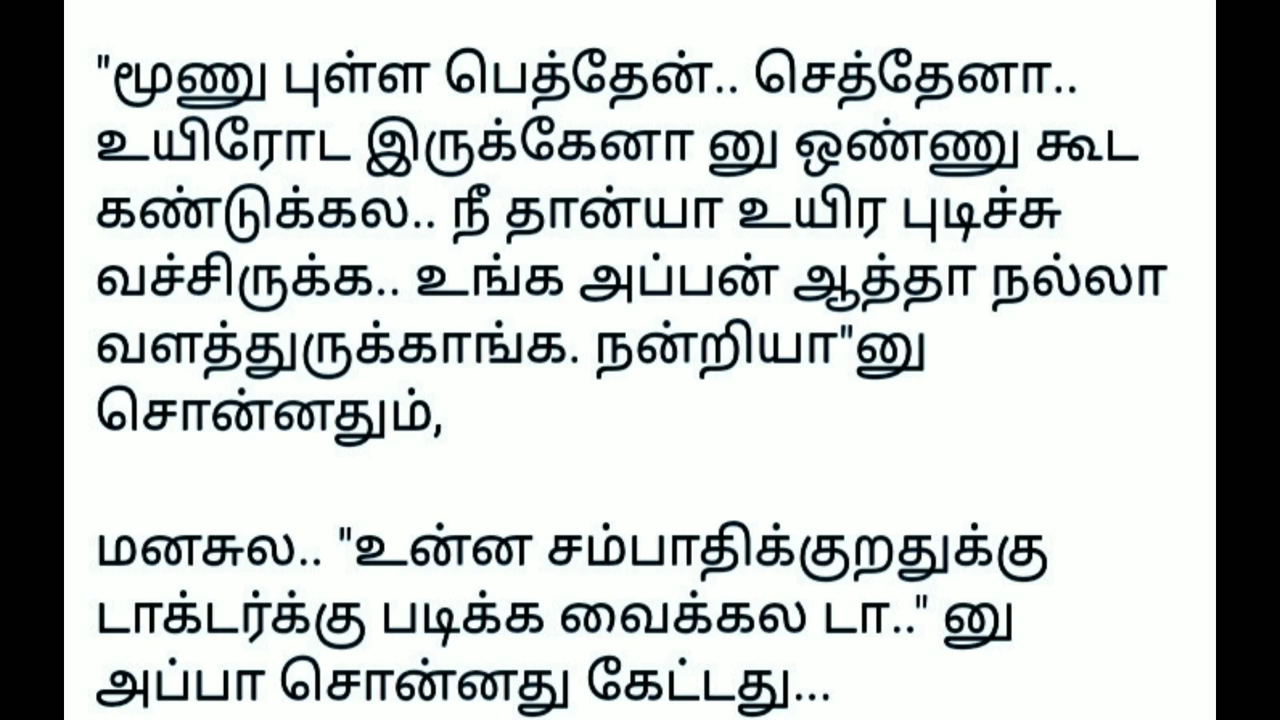 "மூணு புள்ள பெத்தேன்.. செத்தேனா..
உயிரோட இருக்கேனா னு ஒண்ணு கூட
கண்டுக்கல.. நீ தான்யா உயிர புடிச்சு
வச்சிருக்க.. உங்க அப்பன் ஆத்தா நல்லா
வளத்துருக்காங்க. நன்றியா"னு
சொன்னதும்,
மனசுல.. "உன்ன சம்பாதிக்குறதுக்கு
டாக்டர்க்கு படிக்க வைக்கல டா.." னு
அப்பா சொன்னது கேட்டது...